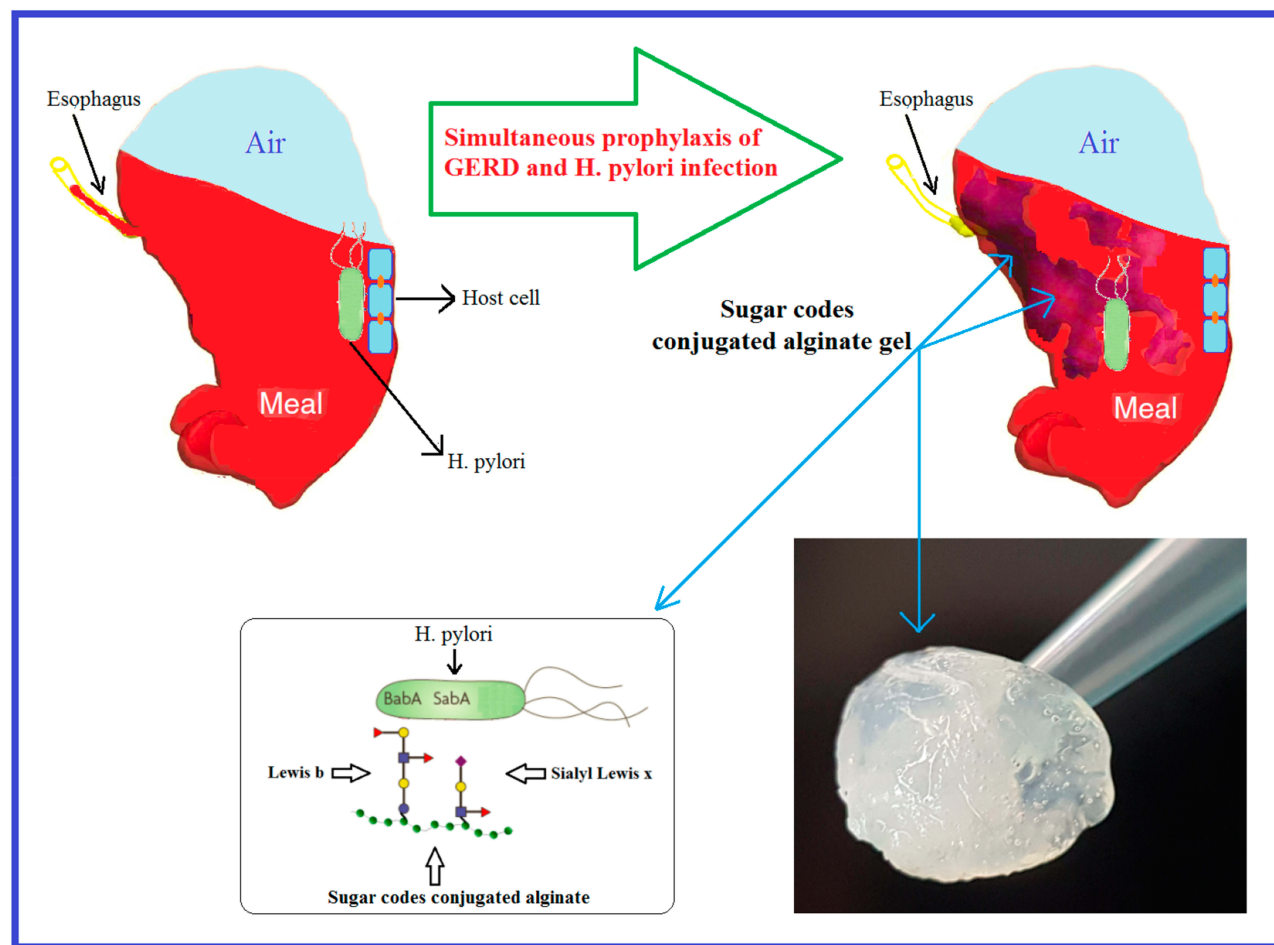 Esophagus
Air
Host cell
Meal
H. pylori
Simultaneous prophylaxis of
GERD and H. pylori infection
Esophagus
Air
Meal
Sugar codes
conjugated alginate gel
H. pylori
BabA SabA
Lewis b
Sialyl Lewis x
Sugar codes conjugated alginate